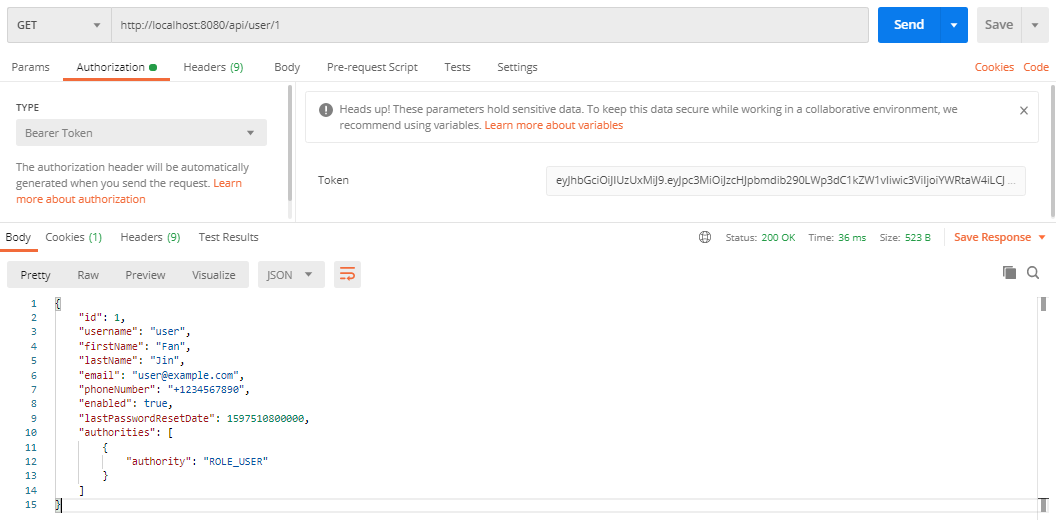 GET http://localhost:8080/api/user/1 Send Save
Params Authorization Headers (9) Body Pre-request Script Tests Settings Cookies Code
TYPE
Bearer Token
The authorization header will be automatically
generated when you send the request. Learn
more about authorization
Heads up! These parameters hold sensitive data. To keep this data secure while working in a collaborative environment, we
recommend using variables. Learn more about variables
Token
Body Cookies (1) Headers (9) Test Results Status: 200 OK Time: 36 ms Size: 523 B Save Response
Pretty Raw Preview Visualize JSON
1 {
2 "id": 1,
3 "username": "user",
4 "firstName": "Fan",
5 "lastName": "Jin",
6 "email": "user@example.com",
7 "phoneNumber": "+1234567890",
8 "enabled": true,
9 "lastPasswordResetDate": 1597510800000,
10 "authorities": [
11 {
12 "authority": "ROLE_USER"
13 }
14 ]
15 }